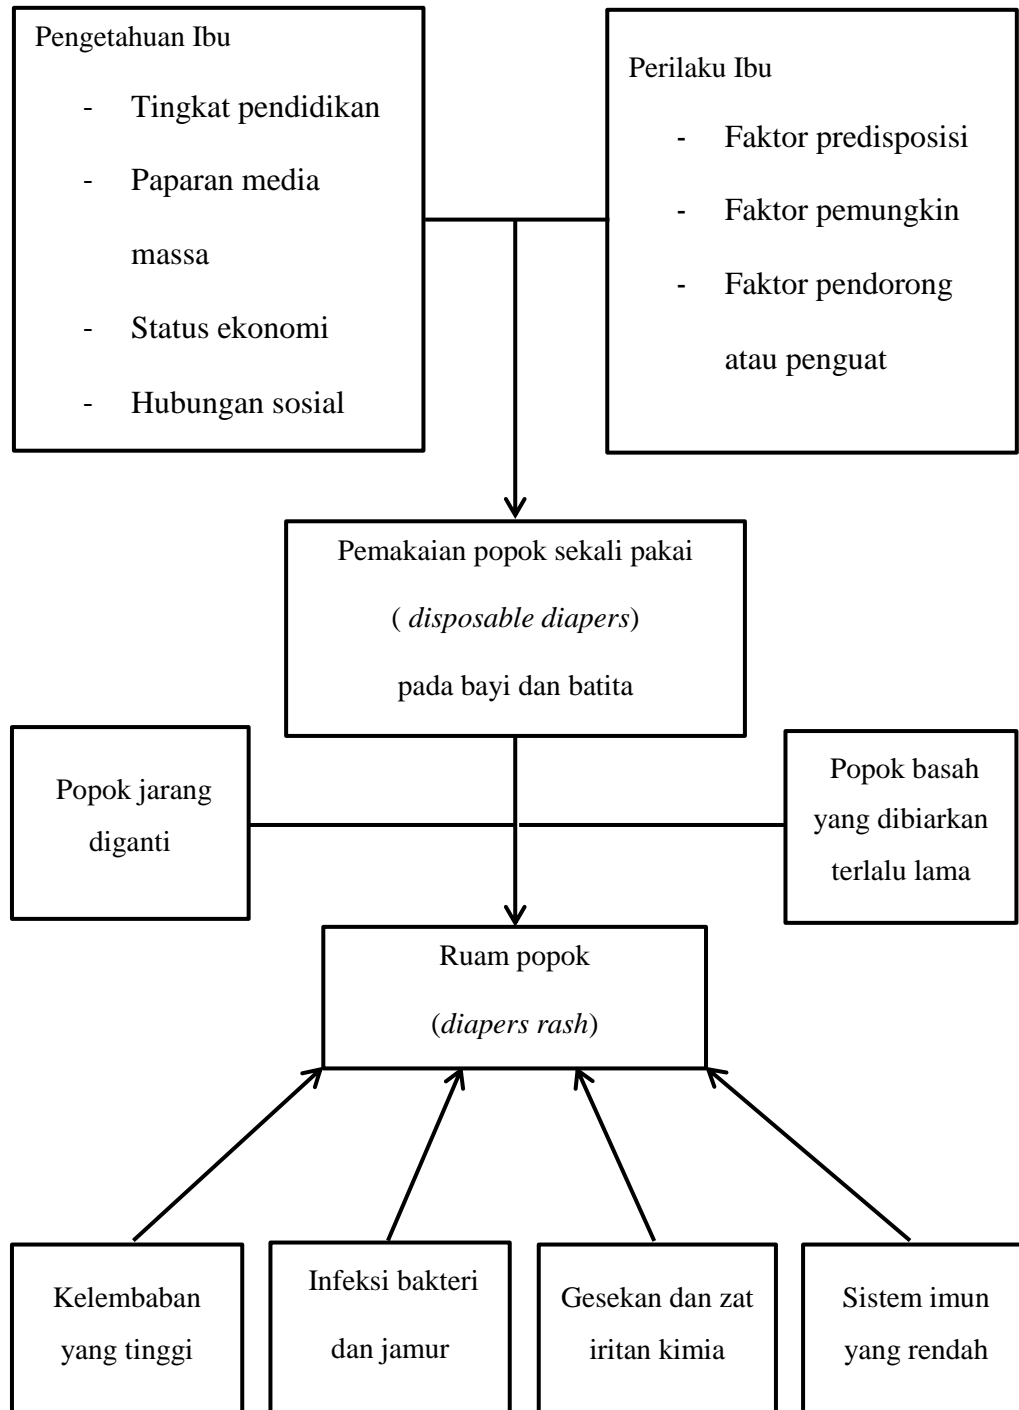 Pengetahuan Ibu
- Tingkat pendidikan
- Paparan media
massa
- Status ekonomi
- Hubungan sosial
Perilaku Ibu
- Faktor predisposisi
- Faktor pemungkin
- Faktor pendorong
atau penguat
Pemakaian popok sekali pakai
( disposable diapers)
pada bayi dan batita
Popok jarang
diganti
Popok basah
yang dibiarkan
terlalu lama
Ruam popok
(diapers rash)
Kelembaban
yang tinggi
Infeksi bakteri
dan jamur
Gesekan dan zat
iritan kimia
Sistem imun
yang rendah